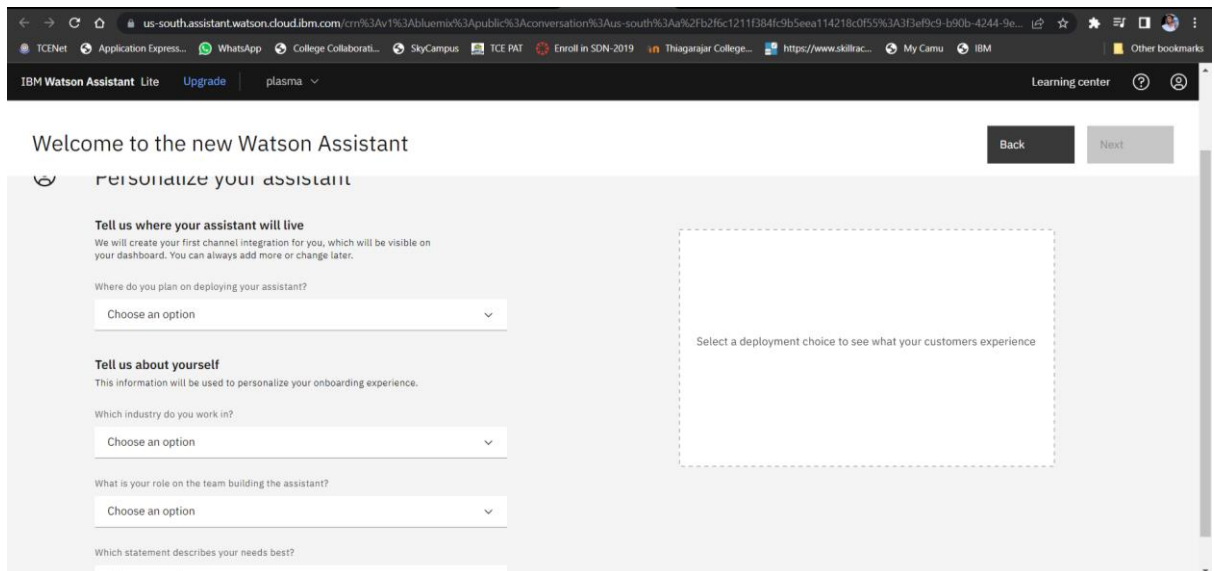 us-south.assistant.watson.cloud.ibm.com/crn%3Av1%3Abluemix%3Apublic%3Aconversation%3Aus-south%3Aa%2Fb2f6c1211f384fc9b5eea114218c0f55%3A3f3ef9c9-b90b-4244-9e...
TCENet Application Express... WhatsApp College Collaborati... SkyCampus TCE PAT Enroll in SDN-2019 Thiagarajar College... https://www.skillrac... My Camu IBM Other bookmarks
IBM Watson Assistant Lite Upgrade plasma Learning center
Welcome to the new Watson Assistant
Back Next
Personalize your assistant
Tell us where your assistant will live
We will create your first channel integration for you, which will be visible on
your dashboard. You can always add more or change later.
Where do you plan on deploying your assistant?
Choose an option
Select a deployment choice to see what your customers experience
Tell us about yourself
This information will be used to personalize your onboarding experience.
Which industry do you work in?
Choose an option
What is your role on the team building the assistant?
Choose an option
Which statement describes your needs best?